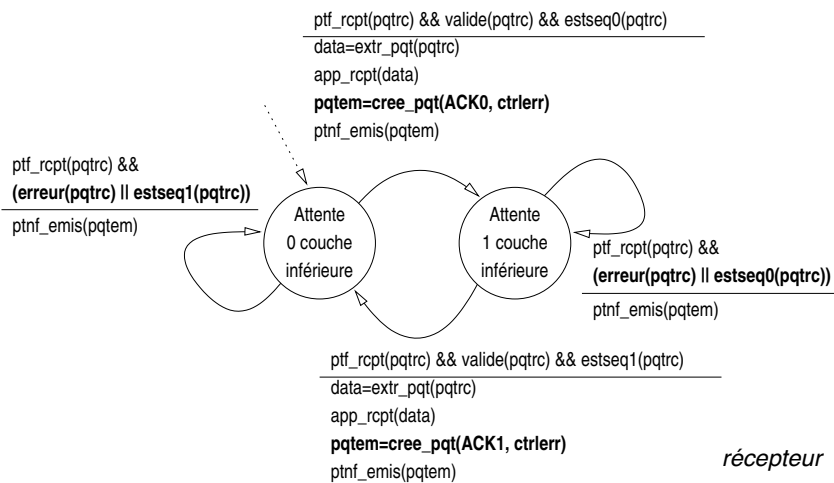 ptf_rcpt(pqtrc) && valide(pqtrc) && estseq0(pqtrc)
data=extr_pqt(pqtrc)
app_rcpt(data)
pqtem=cree_pqt(ACK0, ctrlerr)
ptnf_emis(pqtem)
ptf_rcpt(pqtrc) &&
(erreur(pqtrc) || estseq1(pqtrc))
ptnf_emis(pqtem)
Attente
0 couche
inférieure
Attente
1 couche
inférieure
ptf_rcpt(pqtrc) &&
(erreur(pqtrc) || estseq0(pqtrc))
ptnf_emis(pqtem)
ptf_rcpt(pqtrc) && valide(pqtrc) && estseq1(pqtrc)
data=extr_pqt(pqtrc)
app_rcpt(data)
pqtem=cree_pqt(ACK1, ctrlerr)
ptnf_emis(pqtem)
récepteur